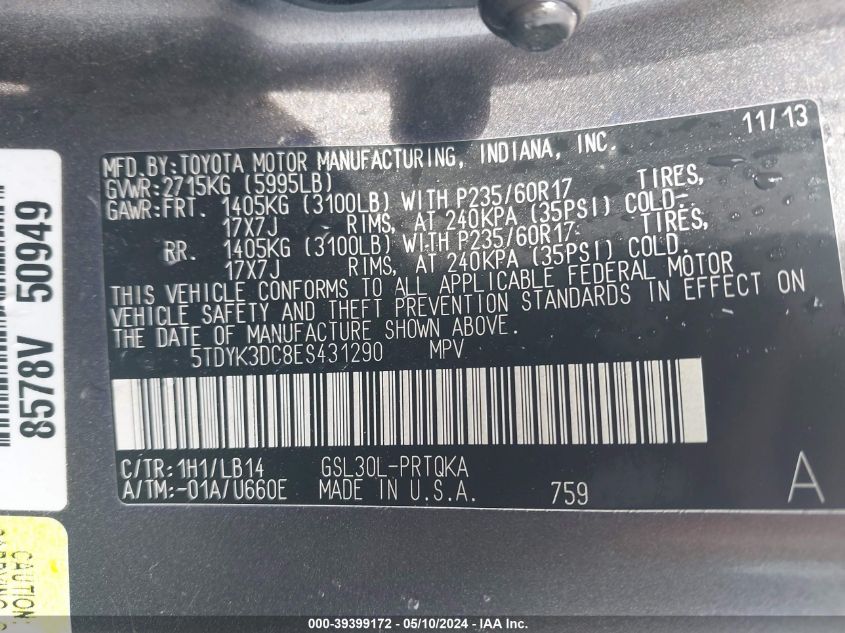 11/13
MFD.BY:TOYOTA MOTOR MANUFACTURING, INDIANA, INC.
GVWR:2715KG (5995LB)
GAWR:FRT. 1405KG (3100LB) WITH P235/60R17 TIRES,
17X7J RIMS, AT 240KPA (35PSI) COLD.
RR. 1405KG (3100LB) WITH P235/60R17 TIRES,
17X7J RIMS, AT 240KPA (35PSI) COLD.
THIS VEHICLE CONFORMS TO ALL APPLICABLE FEDERAL MOTOR
VEHICLE SAFETY AND THEFT PREVENTION STANDARDS IN EFFECT ON
THE DATE OF MANUFACTURE SHOWN ABOVE.
5TDYK3DC8ES431290 MPV
C/TR:1H1/LB14 GSL30L-PRTQKA
A/TM:-01A/U660E MADE IN U.S.A. 759 A
8578V 50949
CAUTION:
000-39399172 - 05/10/2024 - IAA Inc.